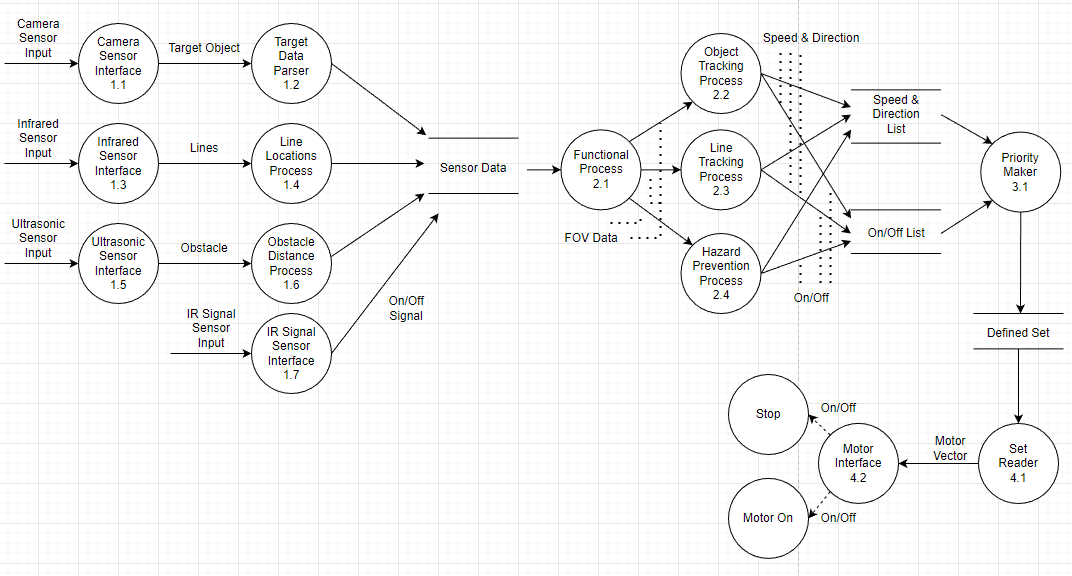 Camera
Sensor
Input
Camera
Sensor
Interface
1.1
Target Object
Target
Data
Parser
1.2
Infrared
Sensor
Input
Infrared
Sensor
Interface
1.3
Lines
Line
Locations
Process
1.4
Ultrasonic
Sensor
Input
Ultrasonic
Sensor
Interface
1.5
Obstacle
Obstacle
Distance
Process
1.6
IR Signal
Sensor
Input
IR Signal
Sensor
Interface
1.7
On/Off
Signal
Sensor Data
Functional
Process
2.1
FOV Data
Object
Tracking
Process
2.2
Line
Tracking
Process
2.3
Hazard
Prevention
Process
2.4
Speed & Direction
On/Off
Speed &
Direction
List
On/Off List
Priority
Maker
3.1
Defined Set
Set
Reader
4.1
Motor
Vector
Motor
Interface
4.2
On/Off
Stop
On/Off
Motor On